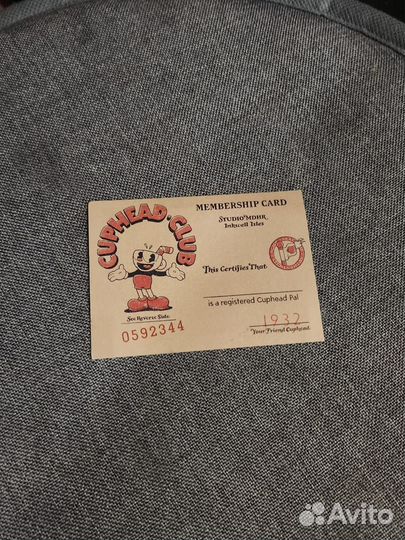 CUPHEAD·CLUB
MEMBERSHIP CARD
STUDIO MDHR
Inkwell Isles
This Certifies That
is a registered Cuphead Pal
See Reverse Side
0592344
1932
Your Friend Cuphead.
Avito